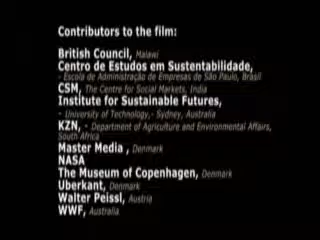 Contributors to the film:
British Council, Malawi
Centro de Estudos em Sustentabilidade,
- Escola de Administração de Empresas de São Paulo, Brasil
CSM, The Centre for Social Markets, India
Institute for Sustainable Futures,
- University of Technology,- Sydney, Australia
KZN, - Department of Agriculture and Environmental Affairs,
South Africa
Master Media , Denmark
NASA
The Museum of Copenhagen, Denmark
Uberkant, Denmark
Walter Peissl, Austria
WWF, Australia